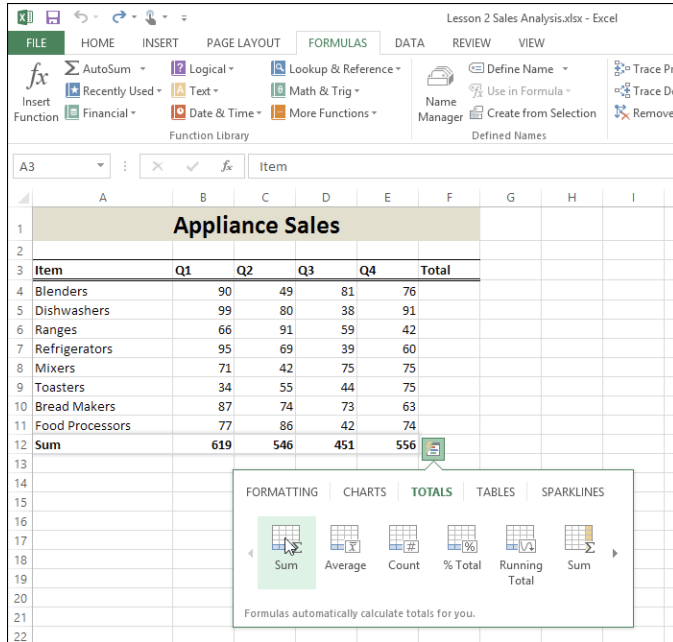 Lesson 2 Sales Analysis.xlsx - Excel
FILE HOME INSERT PAGE LAYOUT FORMULAS DATA REVIEW VIEW
fx Insert Function
Σ AutoSum
Recently Used
Financial
Logical
Text
Date & Time
Lookup & Reference
Math & Trig
More Functions
Function Library
Name Manager
Define Name
Use in Formula
Create from Selection
Defined Names
Trace
Trace
Remove
A3 fx Item
A B C D E F G H I
1 Appliance Sales
2
3 Item Q1 Q2 Q3 Q4 Total
4 Blenders 90 49 81 76
5 Dishwashers 99 80 38 91
6 Ranges 66 91 59 42
7 Refrigerators 95 69 39 60
8 Mixers 71 42 75 75
9 Toasters 34 55 44 75
10 Bread Makers 87 74 73 63
11 Food Processors 77 86 42 74
12 Sum 619 546 451 556
13
14
15
16
17
18
19
20
21
22
FORMATTING CHARTS TOTALS TABLES SPARKLINES
Sum Average Count % Total Running Total Sum
Formulas automatically calculate totals for you.